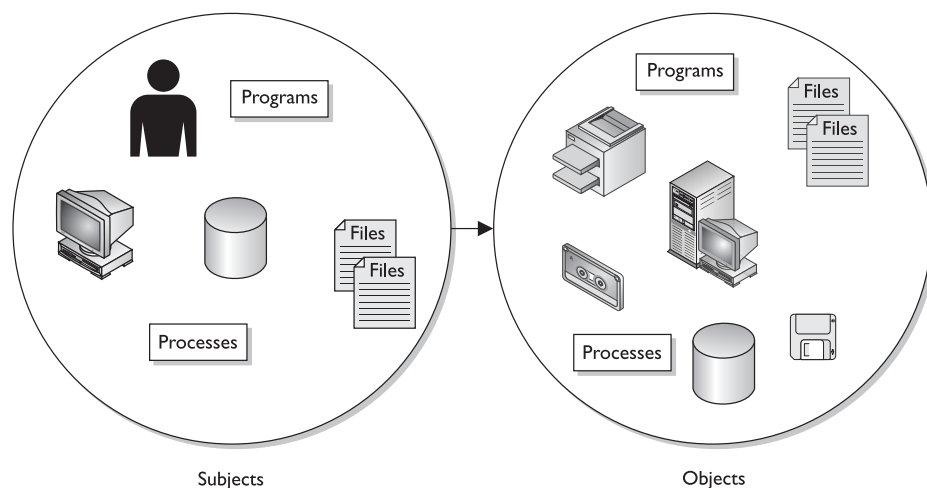 Programs
Files
Files
Processes
Subjects
Programs
Files
Files
A
Processes
Objects